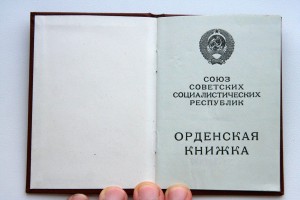 СОЮЗ
СОВЕТСКИХ
СОЦИАЛИСТИЧЕСКИХ
РЕСПУБЛИК
ОРДЕНСКАЯ
КНИЖКА